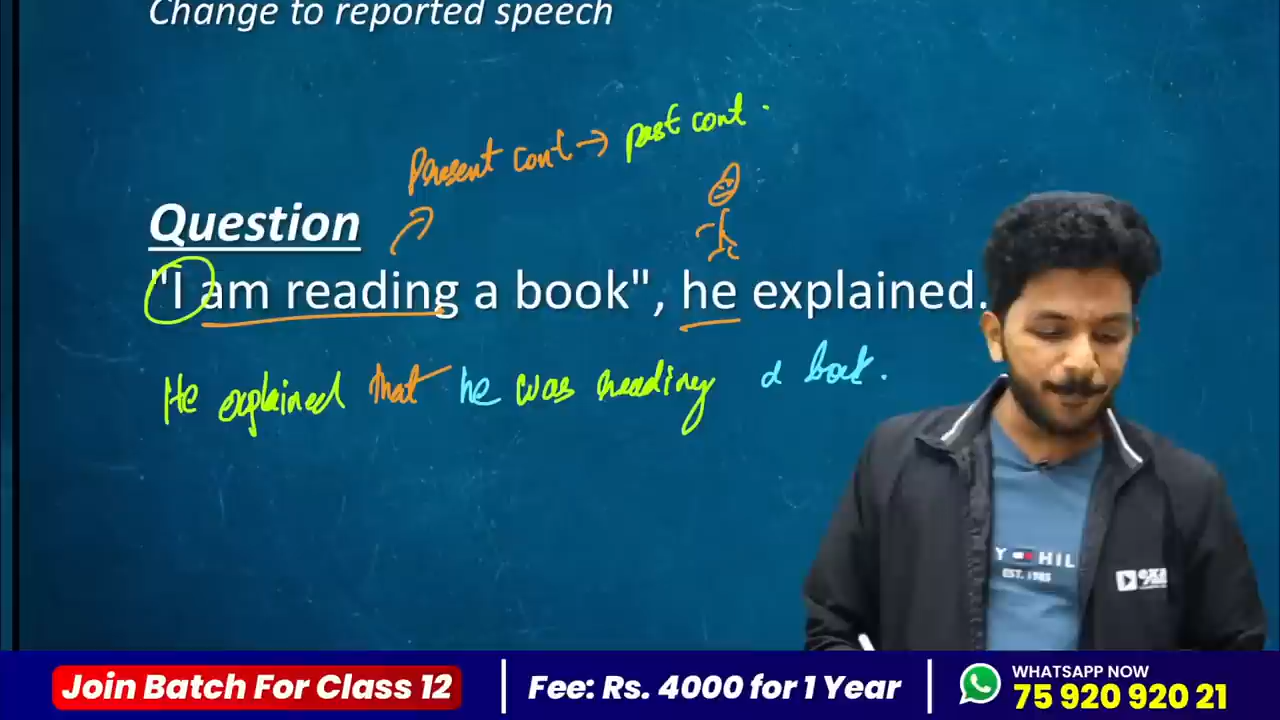 Change to reported speech
Present cont → past cont.
Question
"I am reading a book", he explained.
He explained that he was reading a book.
Y HIL
EST. 1985
Join Batch For Class 12
Fee: Rs. 4000 for 1 Year
WHATSAPP NOW
75 920 920 21